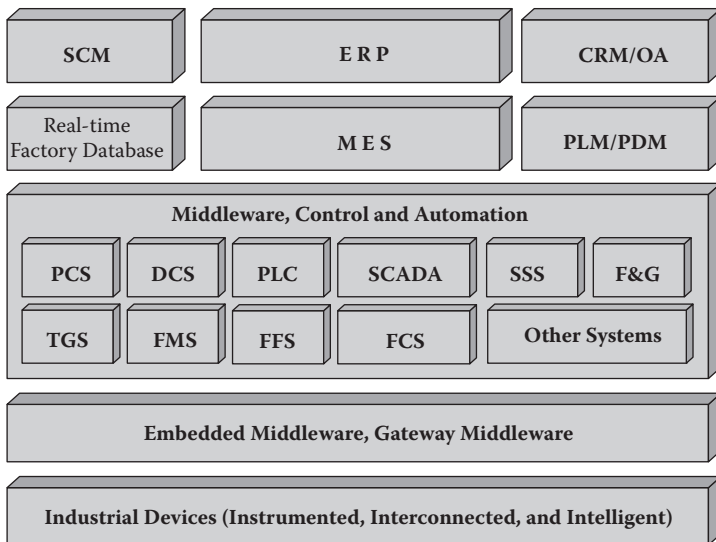 SCM
E R P
CRM/OA
Real-time
Factory Database
M E S
PLM/PDM
Middleware, Control and Automation
PCS
DCS
PLC
SCADA
SSS
F&G
TGS
FMS
FFS
FCS
Other Systems
Embedded Middleware, Gateway Middleware
Industrial Devices (Instrumented, Interconnected, and Intelligent)